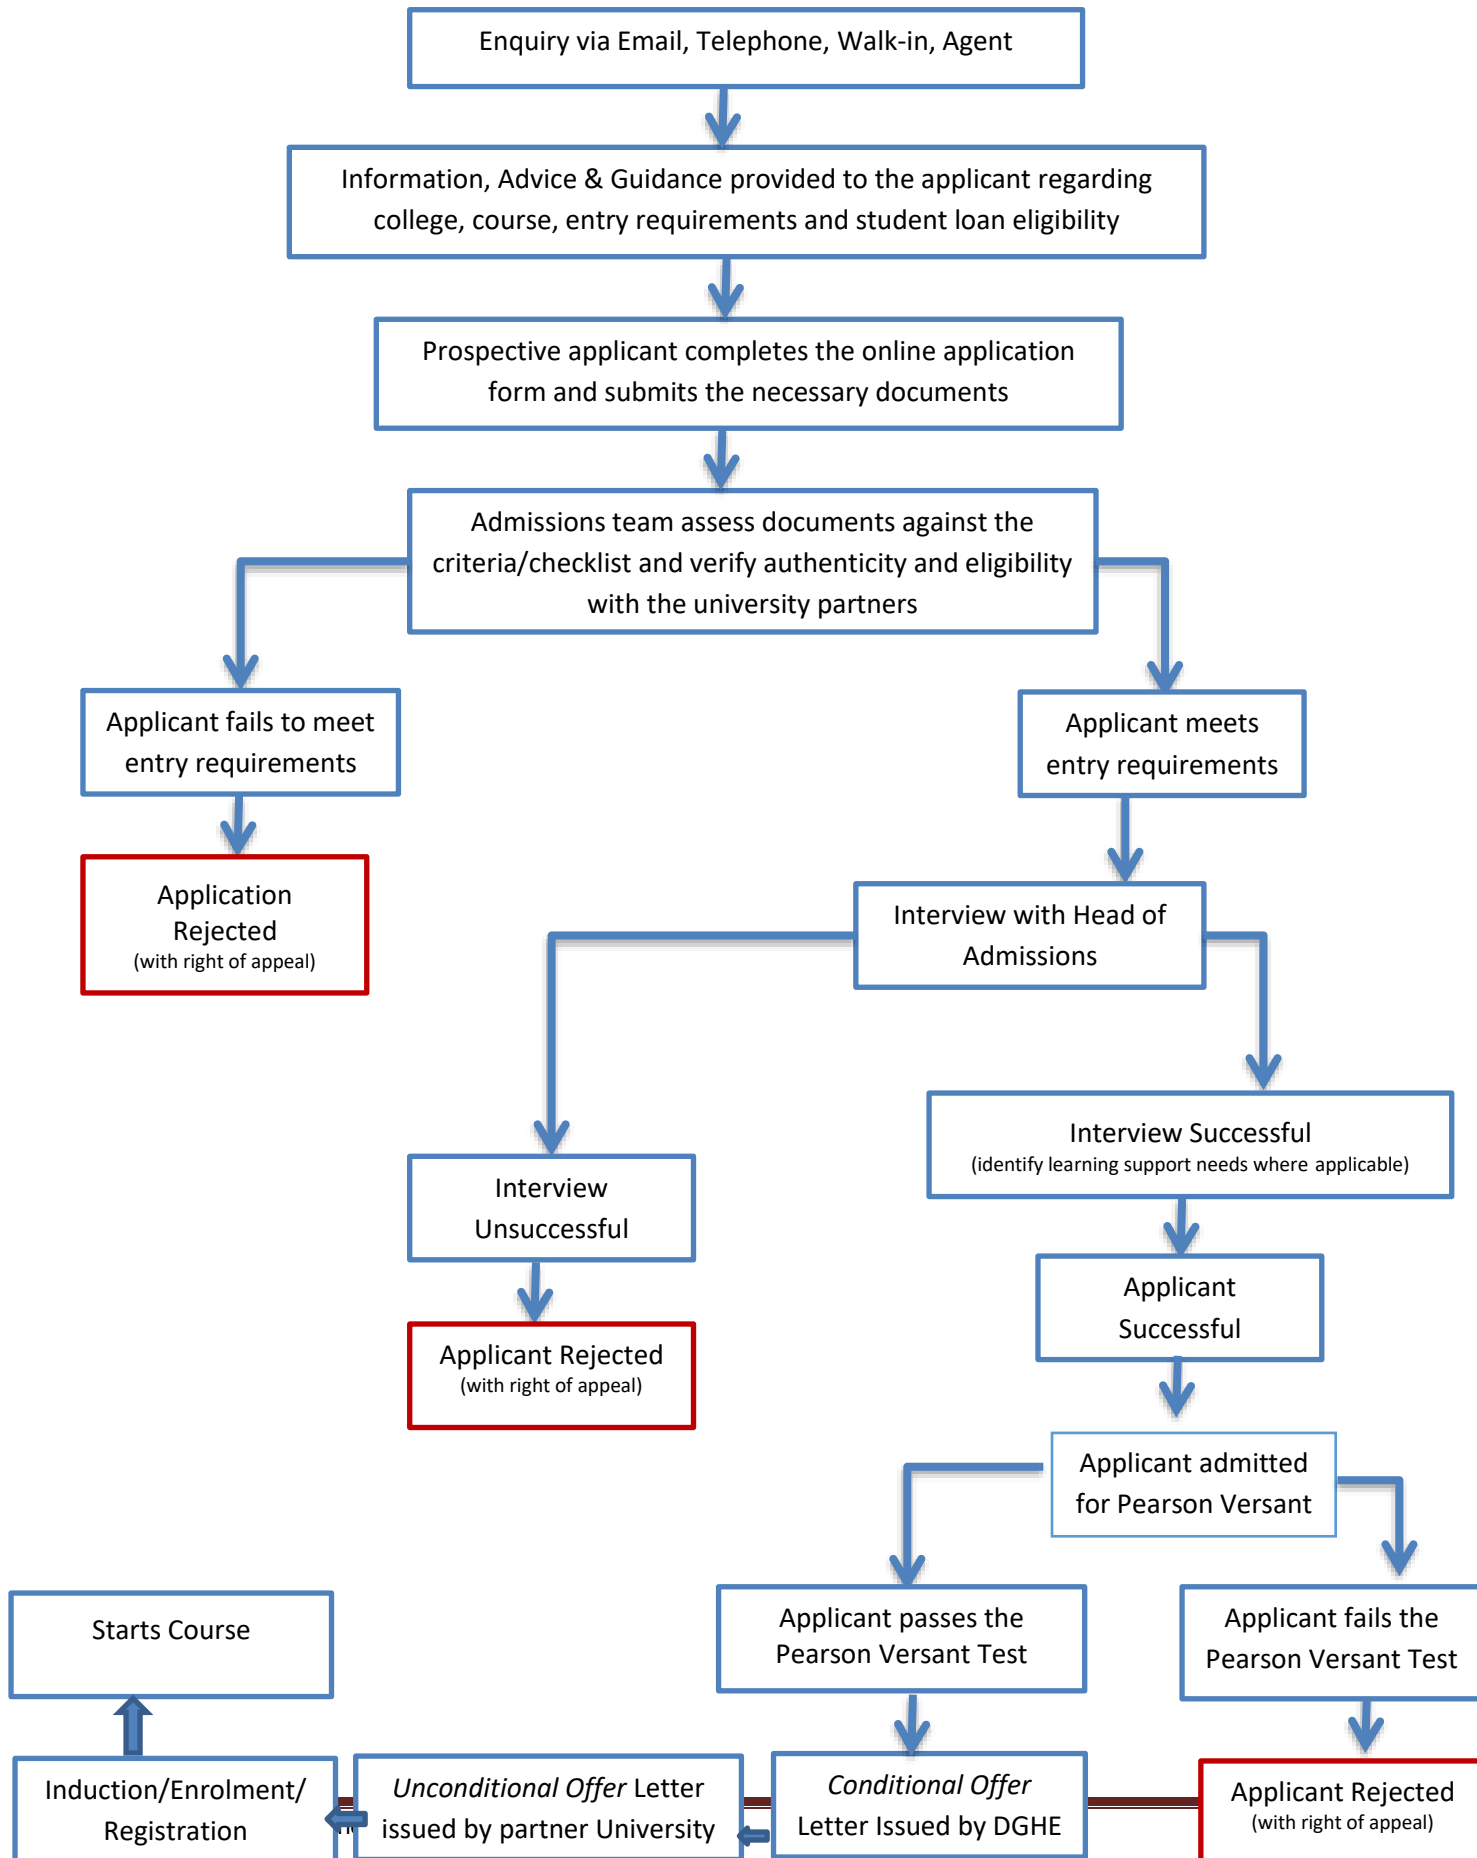 Enquiry via Email, Telephone, Walk-in, Agent
Information, Advice & Guidance provided to the applicant regarding
college, course, entry requirements and student loan eligibility
Prospective applicant completes the online application
form and submits the necessary documents
Admissions team assess documents against the
criteria/checklist and verify authenticity and eligibility
with the university partners
Applicant fails to meet
entry requirements
Applicant meets
entry requirements
Application
Rejected
(with right of appeal)
Interview with Head of
Admissions
Interview Successful
(identify learning support needs where applicable)
Interview
Unsuccessful
Applicant
Successful
Applicant Rejected
(with right of appeal)
Applicant admitted
for Pearson Versant
Applicant passes the
Pearson Versant Test
Applicant fails the
Pearson Versant Test
Starts Course
Induction/Enrolment/
Registration
Unconditional Offer Letter
issued by partner University
Conditional Offer
Letter Issued by DGHE
Applicant Rejected
(with right of appeal)